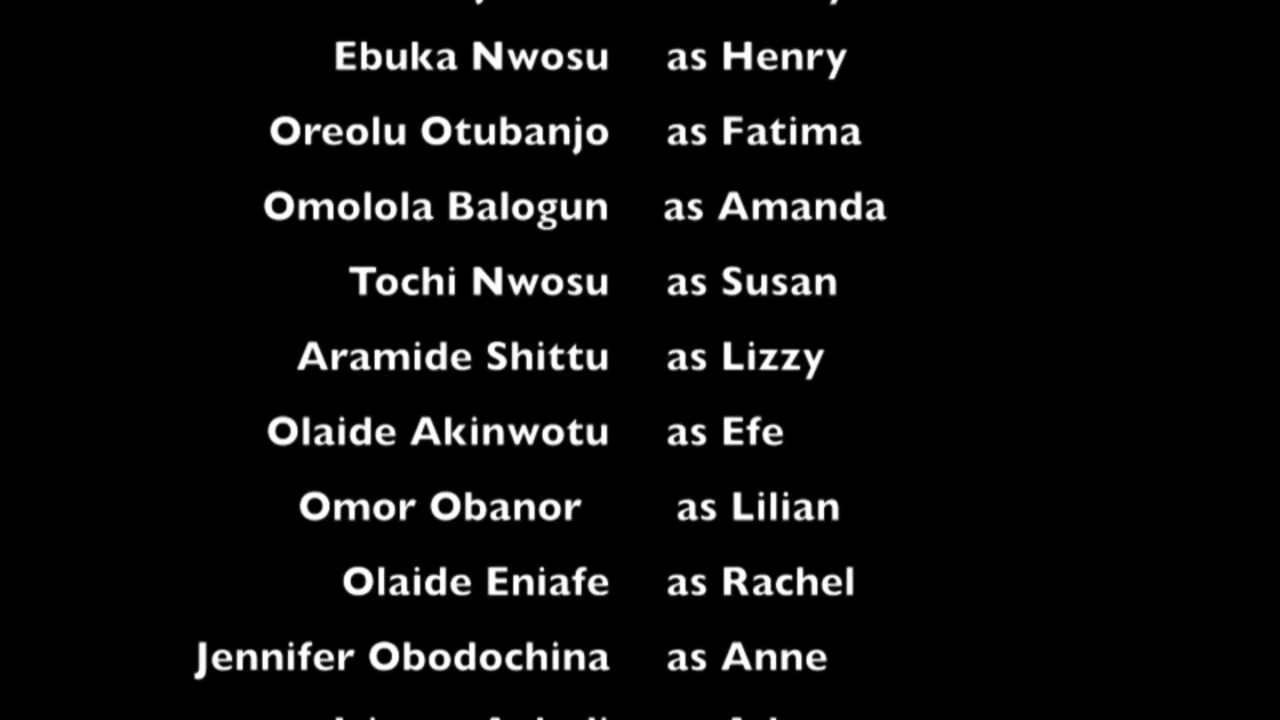 Ebuka Nwosu as Henry
Oreolu Otubanjo as Fatima
Omolola Balogun as Amanda
Tochi Nwosu as Susan
Aramide Shittu as Lizzy
Olaide Akinwotu as Efe
Omor Obanor as Lilian
Olaide Eniafe as Rachel
Jennifer Obodochina as Anne